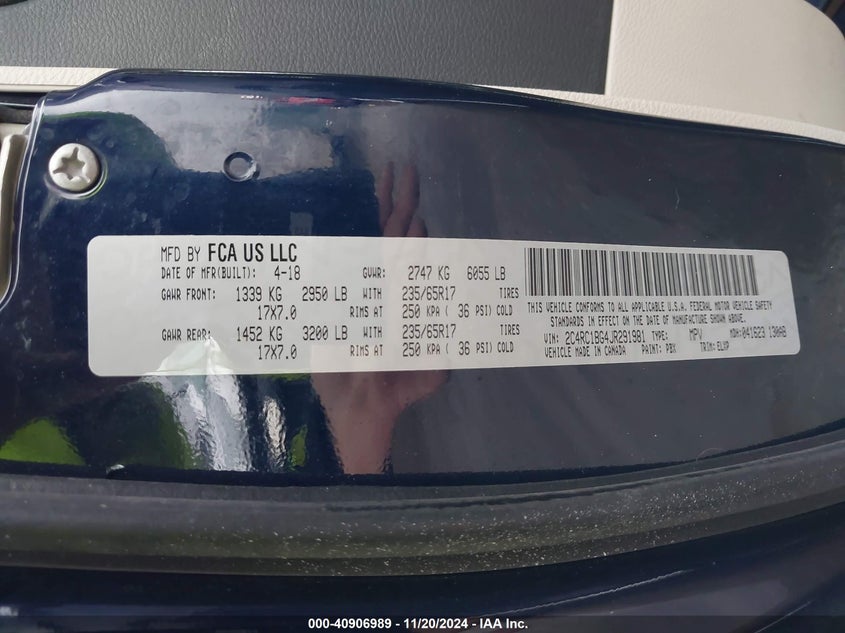 MFD BY FCA US LLC
DATE OF MFR(BUILT): 4-18 GVWR: 2747 KG 6055 LB
GAWR FRONT: 1339 KG 2950 LB WITH 235/65R17 TIRES
17X7.0 RIMS AT 250 KPA ( 36 PSI) COLD
GAWR REAR: 1452 KG 3200 LB WITH 235/65R17 TIRES
17X7.0 RIMS AT 250 KPA ( 36 PSI) COLD
THIS VEHICLE CONFORMS TO ALL APPLICABLE U.S.A. FEDERAL MOTOR VEHICLE SAFETY
STANDARDS IN EFFECT ON THE DATE OF MANUFACTURE SHOWN ABOVE.
VIN: 2C4RC1BG4JR291981 TYPE: MPV MDH:041623 130AB
VEHICLE MADE IN CANADA PAINT: PBX TRIM: ELXP
000-40906989 - 11/20/2024 - IAA Inc.